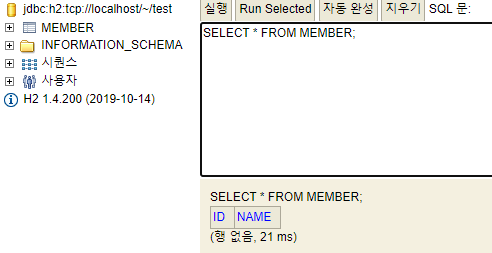 jdbc:h2:tcp://localhost/~/test
MEMBER
INFORMATION_SCHEMA
시퀀스
사용자
H2 1.4.200 (2019-10-14)
실행 Run Selected 자동 완성 지우기 SQL 문:
SELECT * FROM MEMBER;
SELECT * FROM MEMBER;
ID NAME
(행 없음, 21 ms)